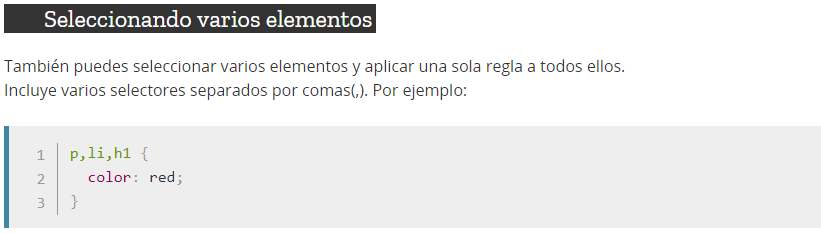 Seleccionando varios elementos
También puedes seleccionar varios elementos y aplicar una sola regla a todos ellos.
Incluye varios selectores separados por comas(,). Por ejemplo:
1 p,li,h1 {
2   color: red;
3 }